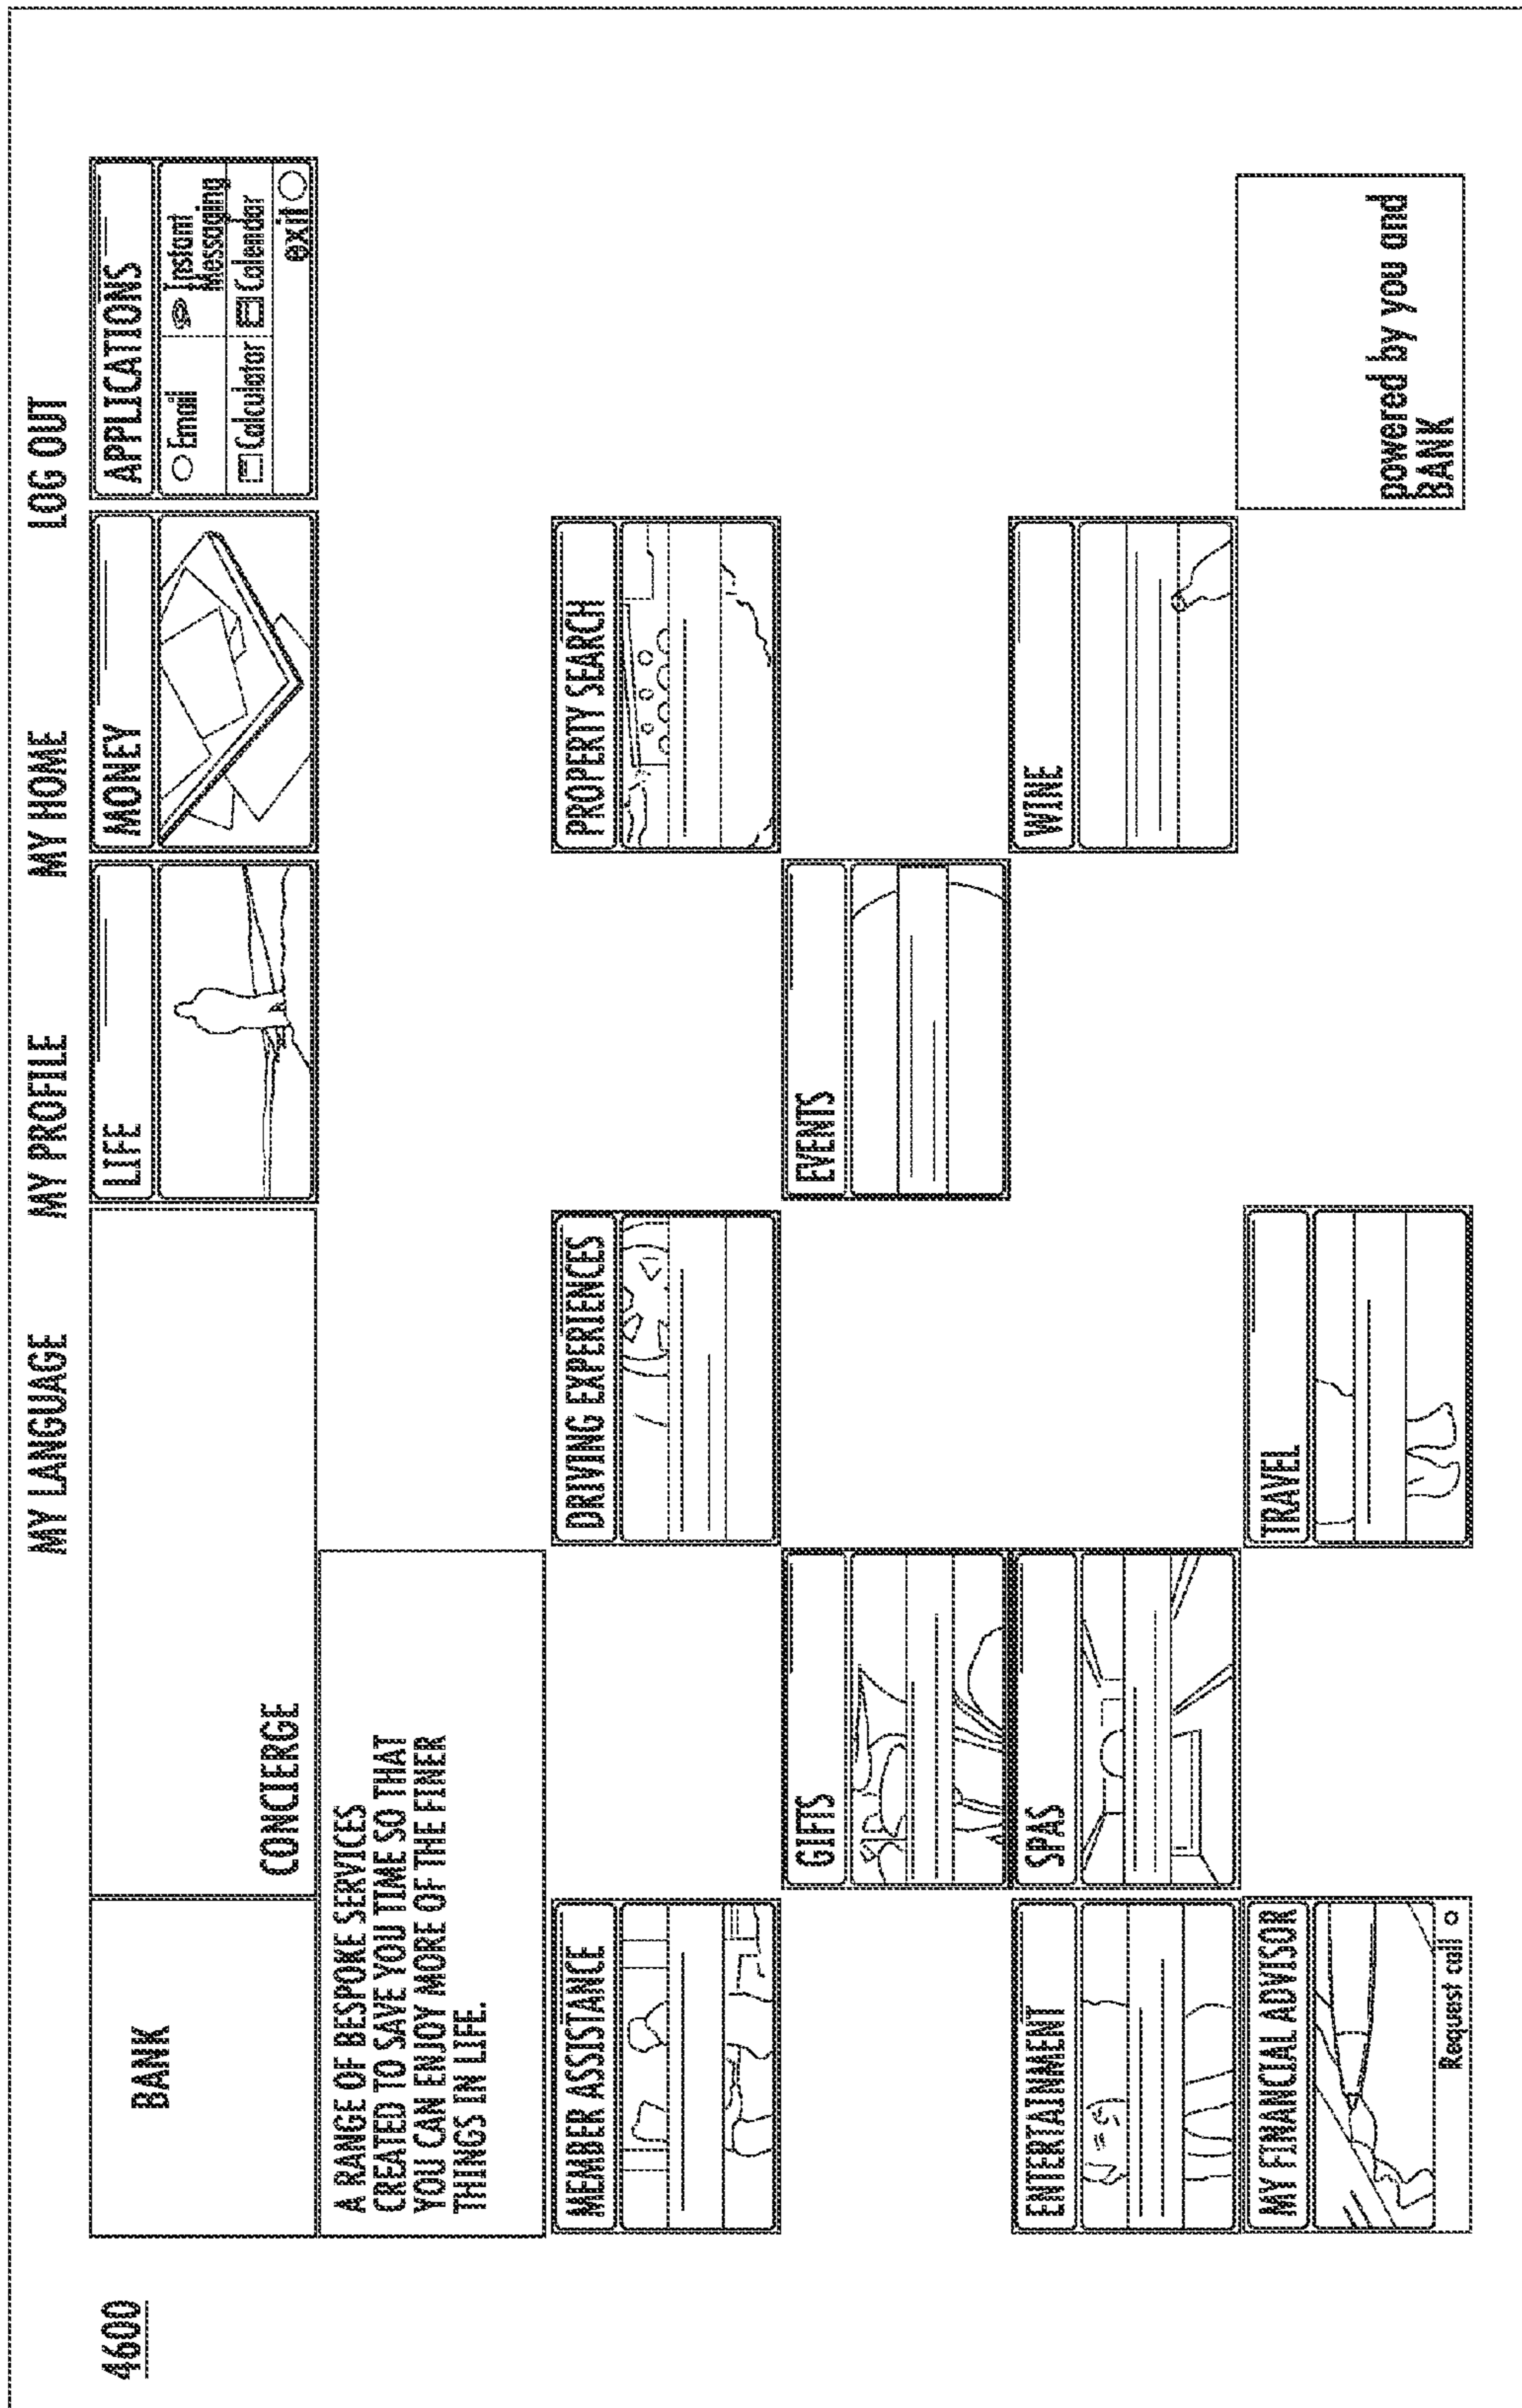 4600
MY LANGUAGE
MY PROFILE
MY HOME
LOG OUT
BANK
CONCIERGE
LIFE
MONEY
APPLICATIONS
Email
Instant
Messaging
Calculator
Calendar
exit
A RANGE OF BESPOKE SERVICES
CREATED TO SAVE YOU TIME SO THAT
YOU CAN ENJOY MORE OF THE FINER
THINGS IN LIFE.
MEMBER ASSISTANCE
DRIVING EXPERIENCES
PROPERTY SEARCH
GIFTS
EVENTS
ENTERTAINMENT
SPAS
WINE
MY FINANCIAL ADVISOR
Request call
TRAVEL
powered by you and
BANK